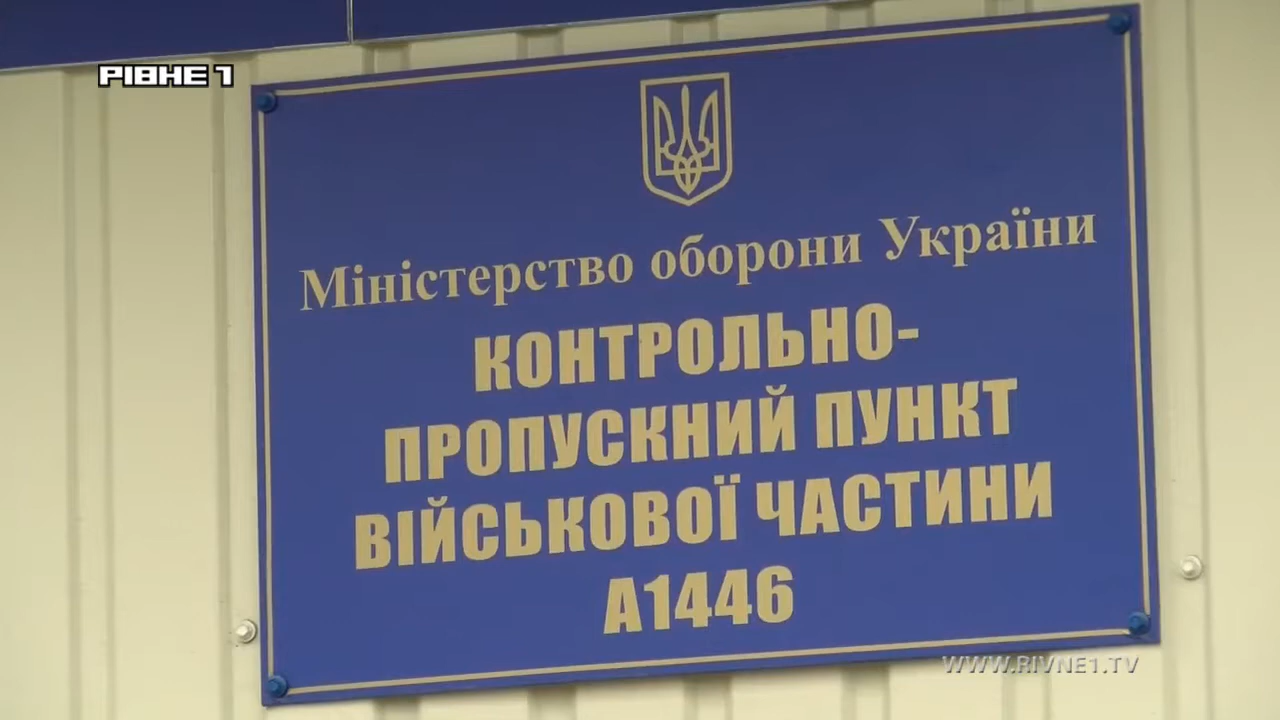 РІВНЕ 1
Міністерство оборони України
КОНТРОЛЬНО-
ПРОПУСКНИЙ ПУНКТ
ВІЙСЬКОВОЇ ЧАСТИНИ
А1446
WWW.RIVNE1.TV